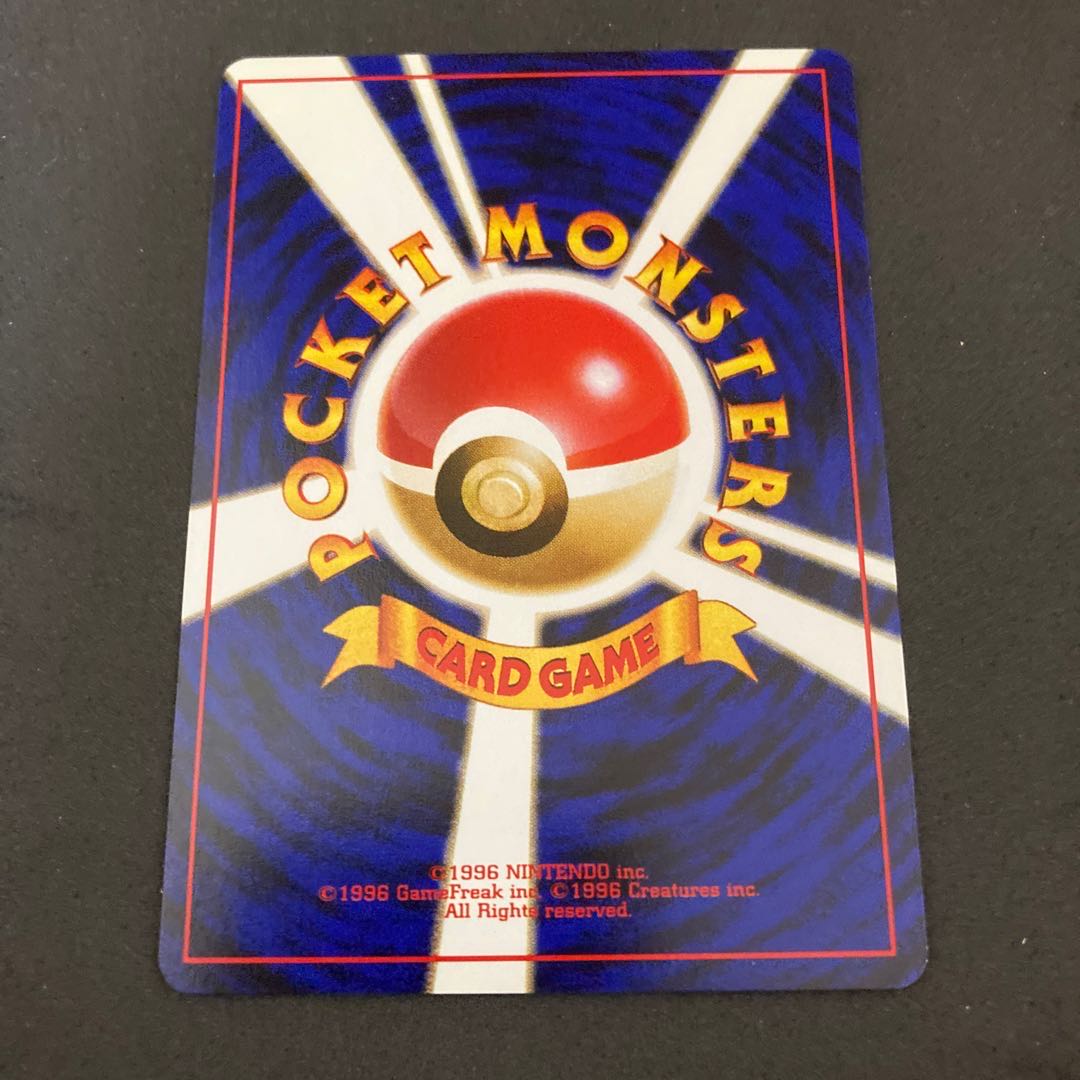 POCKET MONSTERS
CARD GAME
©1996 NINTENDO inc.
©1996 GameFreak inc. ©1996 Creatures inc.
All Rights reserved.